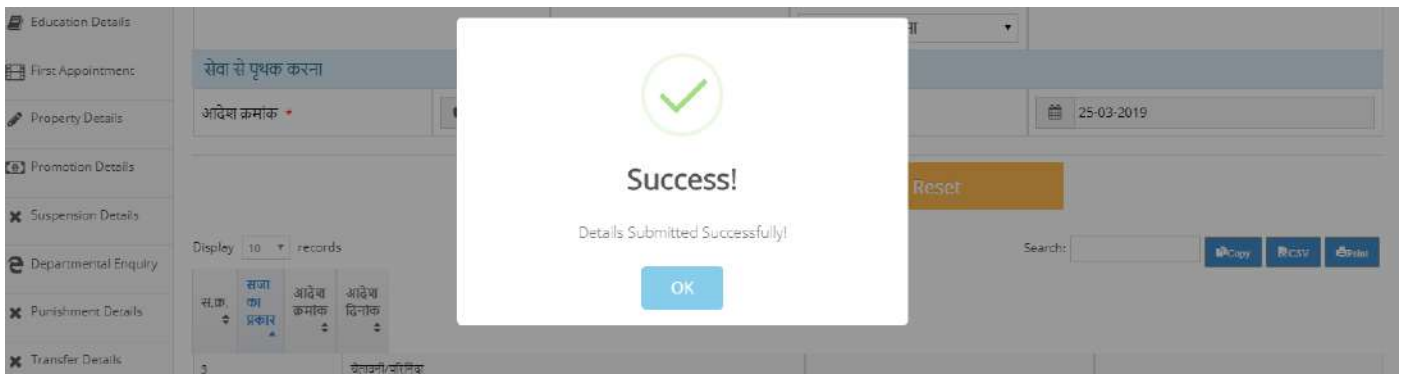 Education Details
First Appointment
Property Details
Promotion Details
Suspension Details
Departmental Enquiry
Punishment Details
Transfer Details
सेवा से पृथक करना
आदेश क्रमांक *
25-03-2019
Success!
Details Submitted Successfully!
OK
Reset
Display 10 records
Search:
Copy CSV Print
स.क्र. सजा का प्रकार आदेश क्रमांक आदेश दिनांक
3 चेतावनी/परिनिंदा